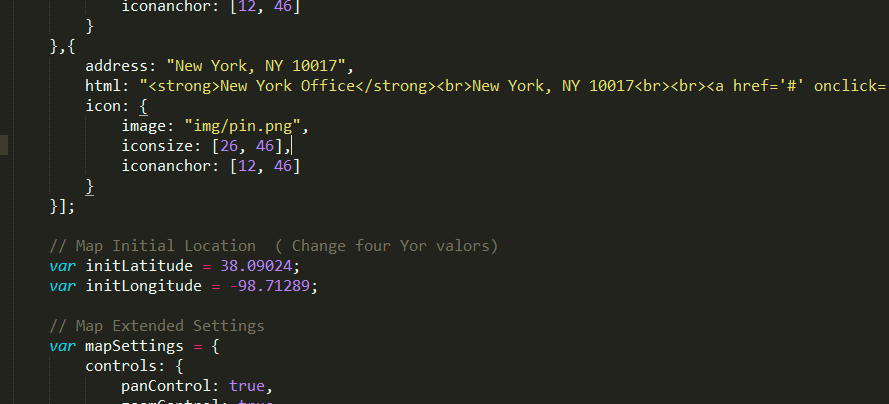 iconanchor: [12, 46]
}
},{
address: "New York, NY 10017",
html: "<strong>New York Office</strong><br>New York, NY 10017<br><br><a href='#' onclick=
icon: {
image: "img/pin.png",
iconsize: [26, 46],
iconanchor: [12, 46]
}
}];
// Map Initial Location  ( Change four Yor valors)
var initLatitude = 38.09024;
var initLongitude = -98.71289;
// Map Extended Settings
var mapSettings = {
controls: {
panControl: true,
zoomControl: true